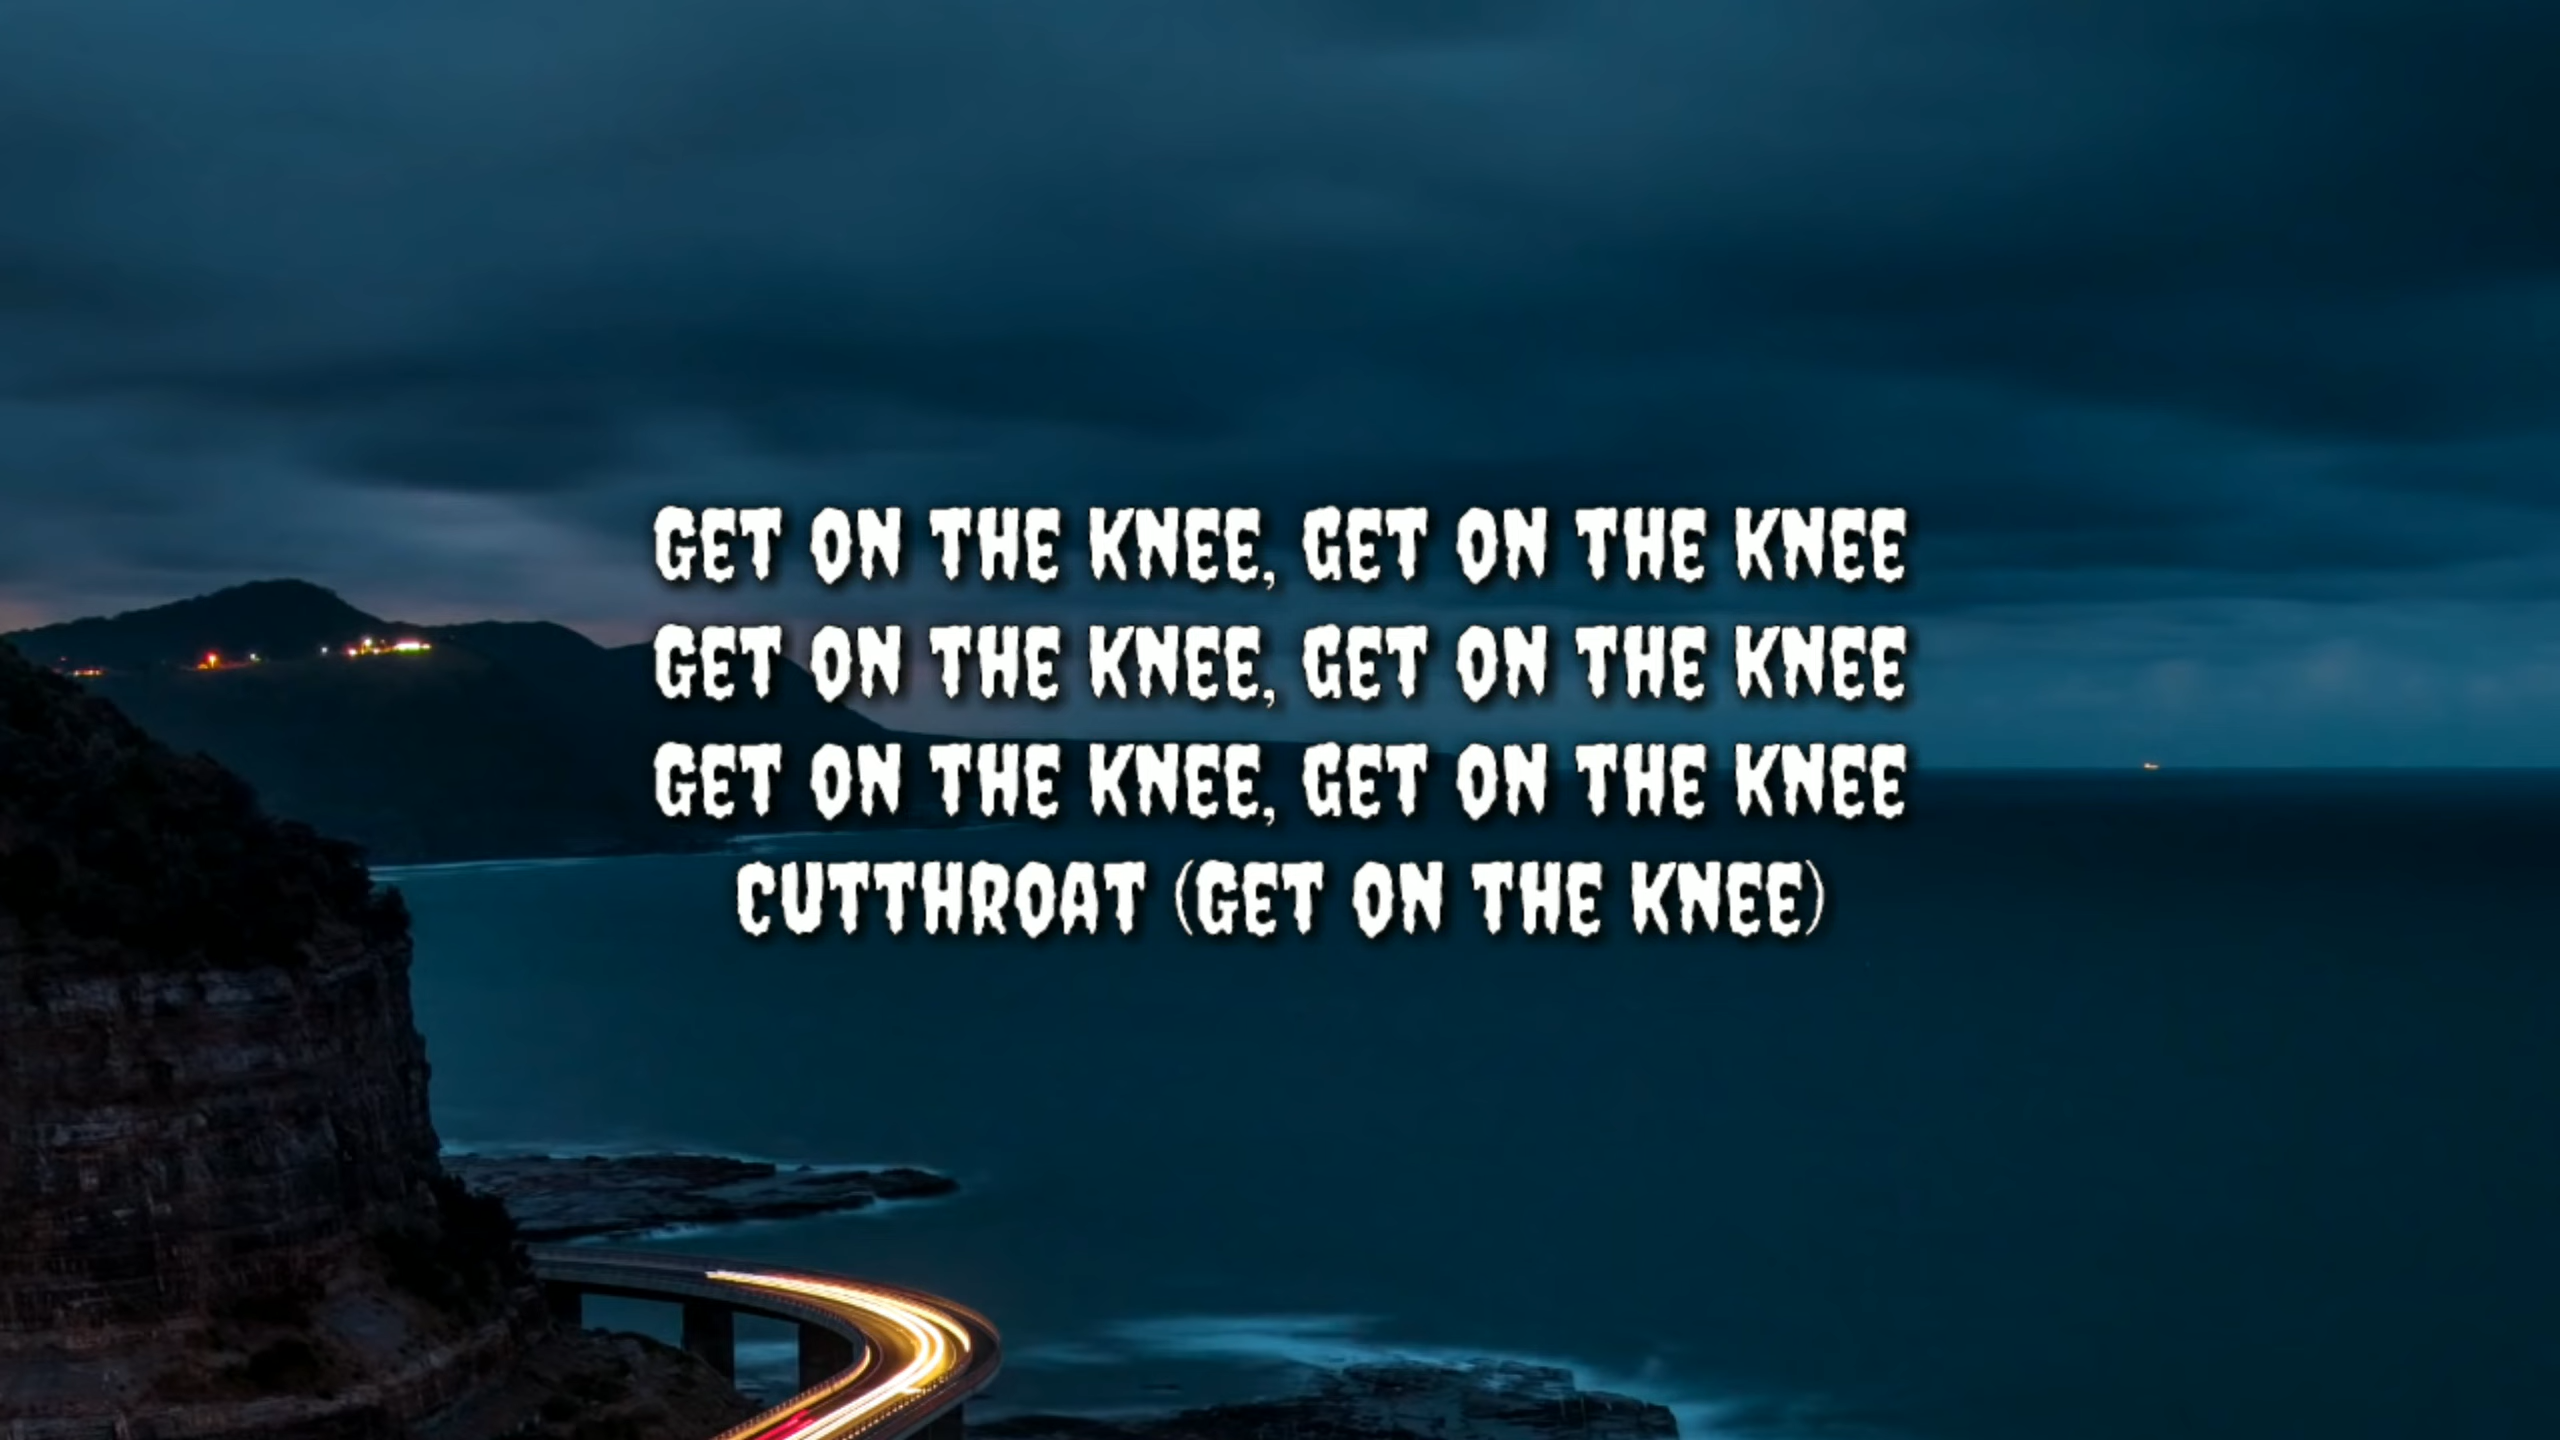 GET ON THE KNEE, GET ON THE KNEE
GET ON THE KNEE, GET ON THE KNEE
GET ON THE KNEE, GET ON THE KNEE
CUTTHROAT (GET ON THE KNEE)